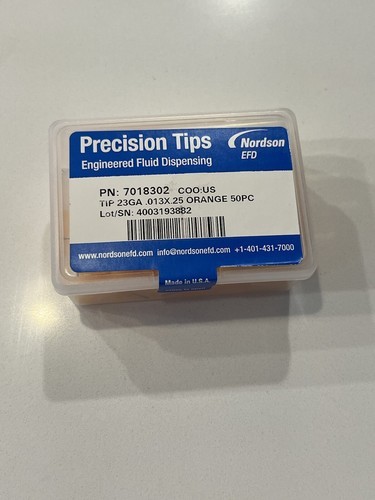 Precision Tips
Engineered Fluid Dispensing
Nordson
EFD
PN: 7018302 COO:US
TIP 23GA .013X.25 ORANGE 50PC
Lot/SN: 4003193882
www.nordsonefd.com info@nordsonefd.com +1-401-431-7000
Made in U.S.A.